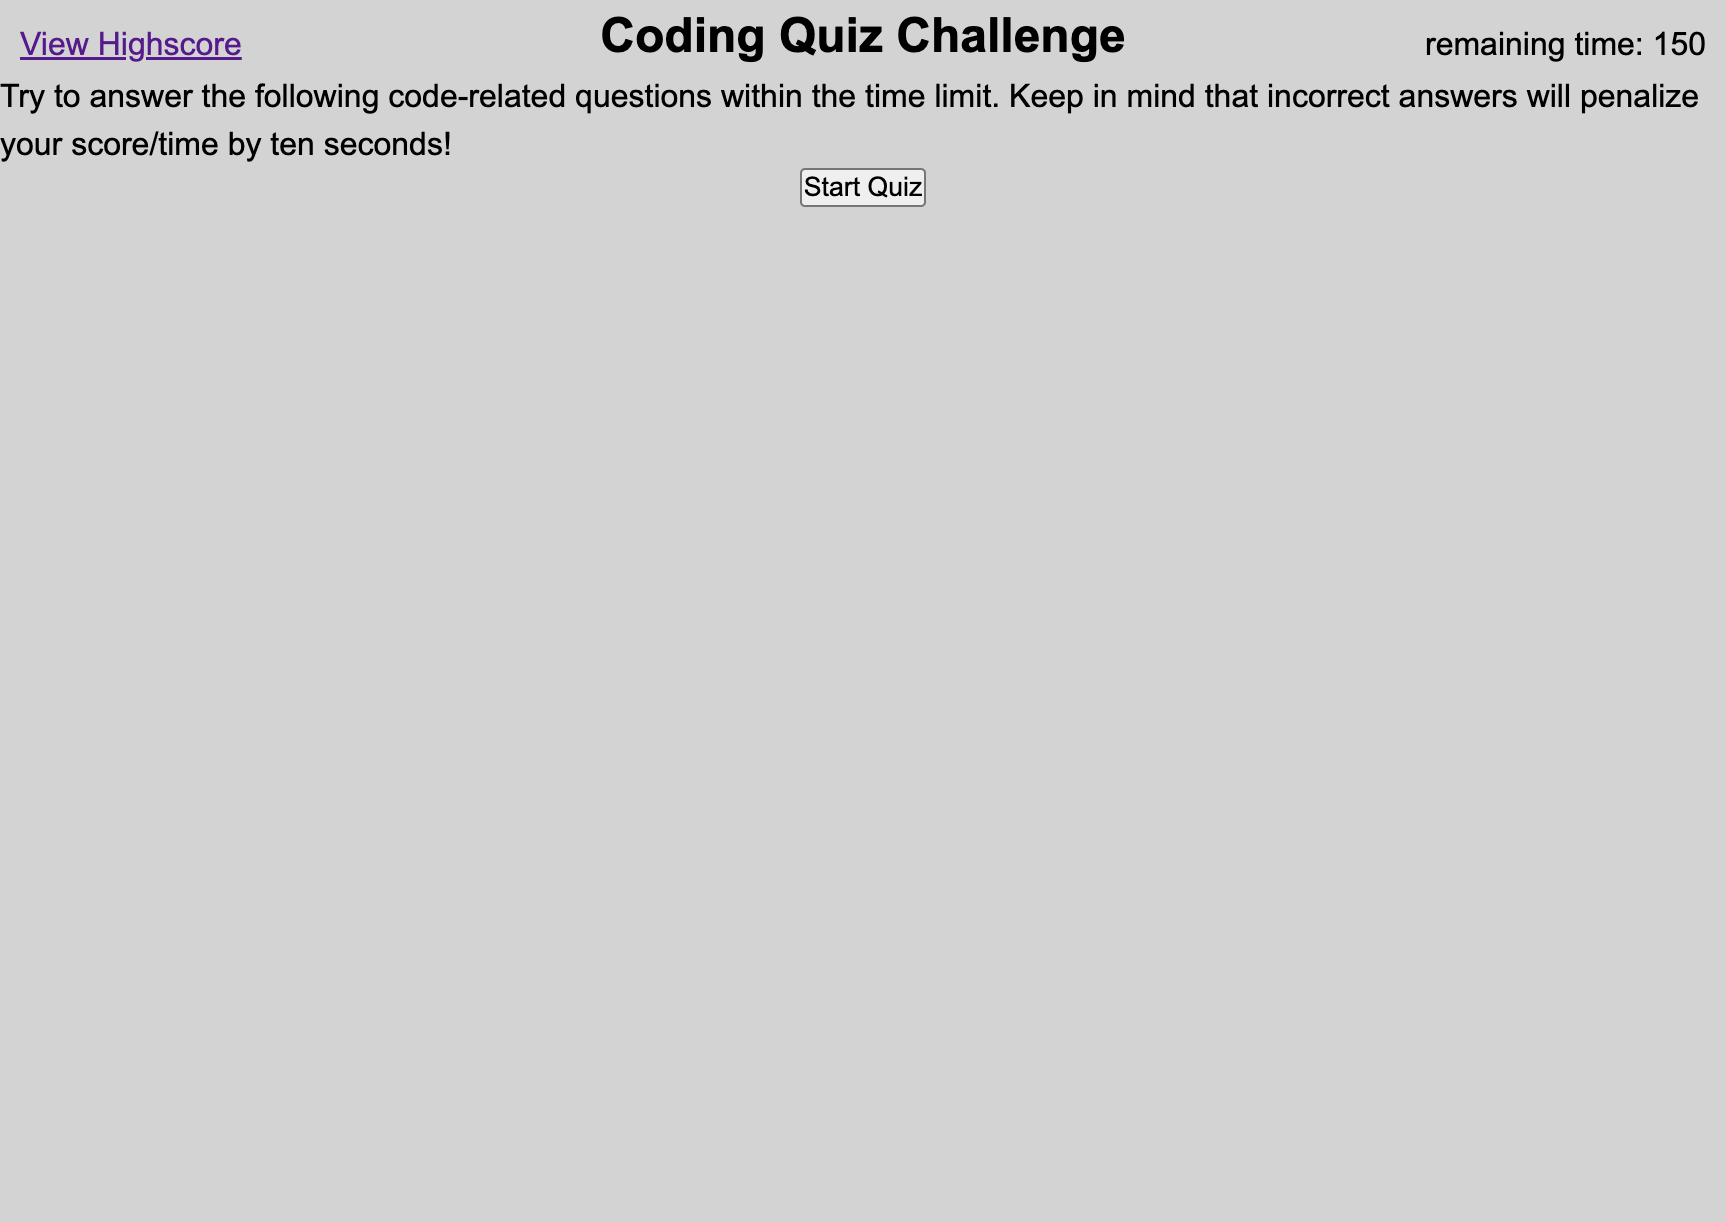 View Highscore
Coding Quiz Challenge
remaining time: 150
Try to answer the following code-related questions within the time limit. Keep in mind that incorrect answers will penalize
your score/time by ten seconds!
Start Quiz